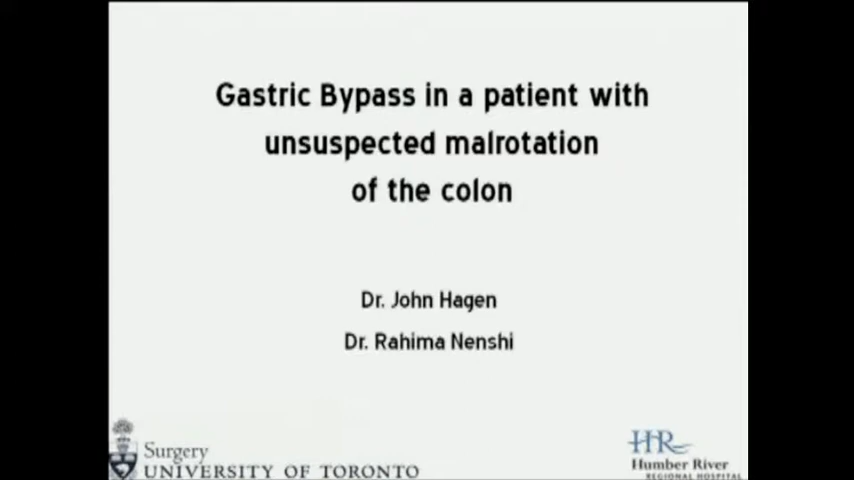 Gastric Bypass in a patient with
unsuspected malrotation
of the colon
Dr. John Hagen
Dr. Rahima Nenshi
Surgery
UNIVERSITY OF TORONTO
HR
Humber River
REGIONAL HOSPITAL